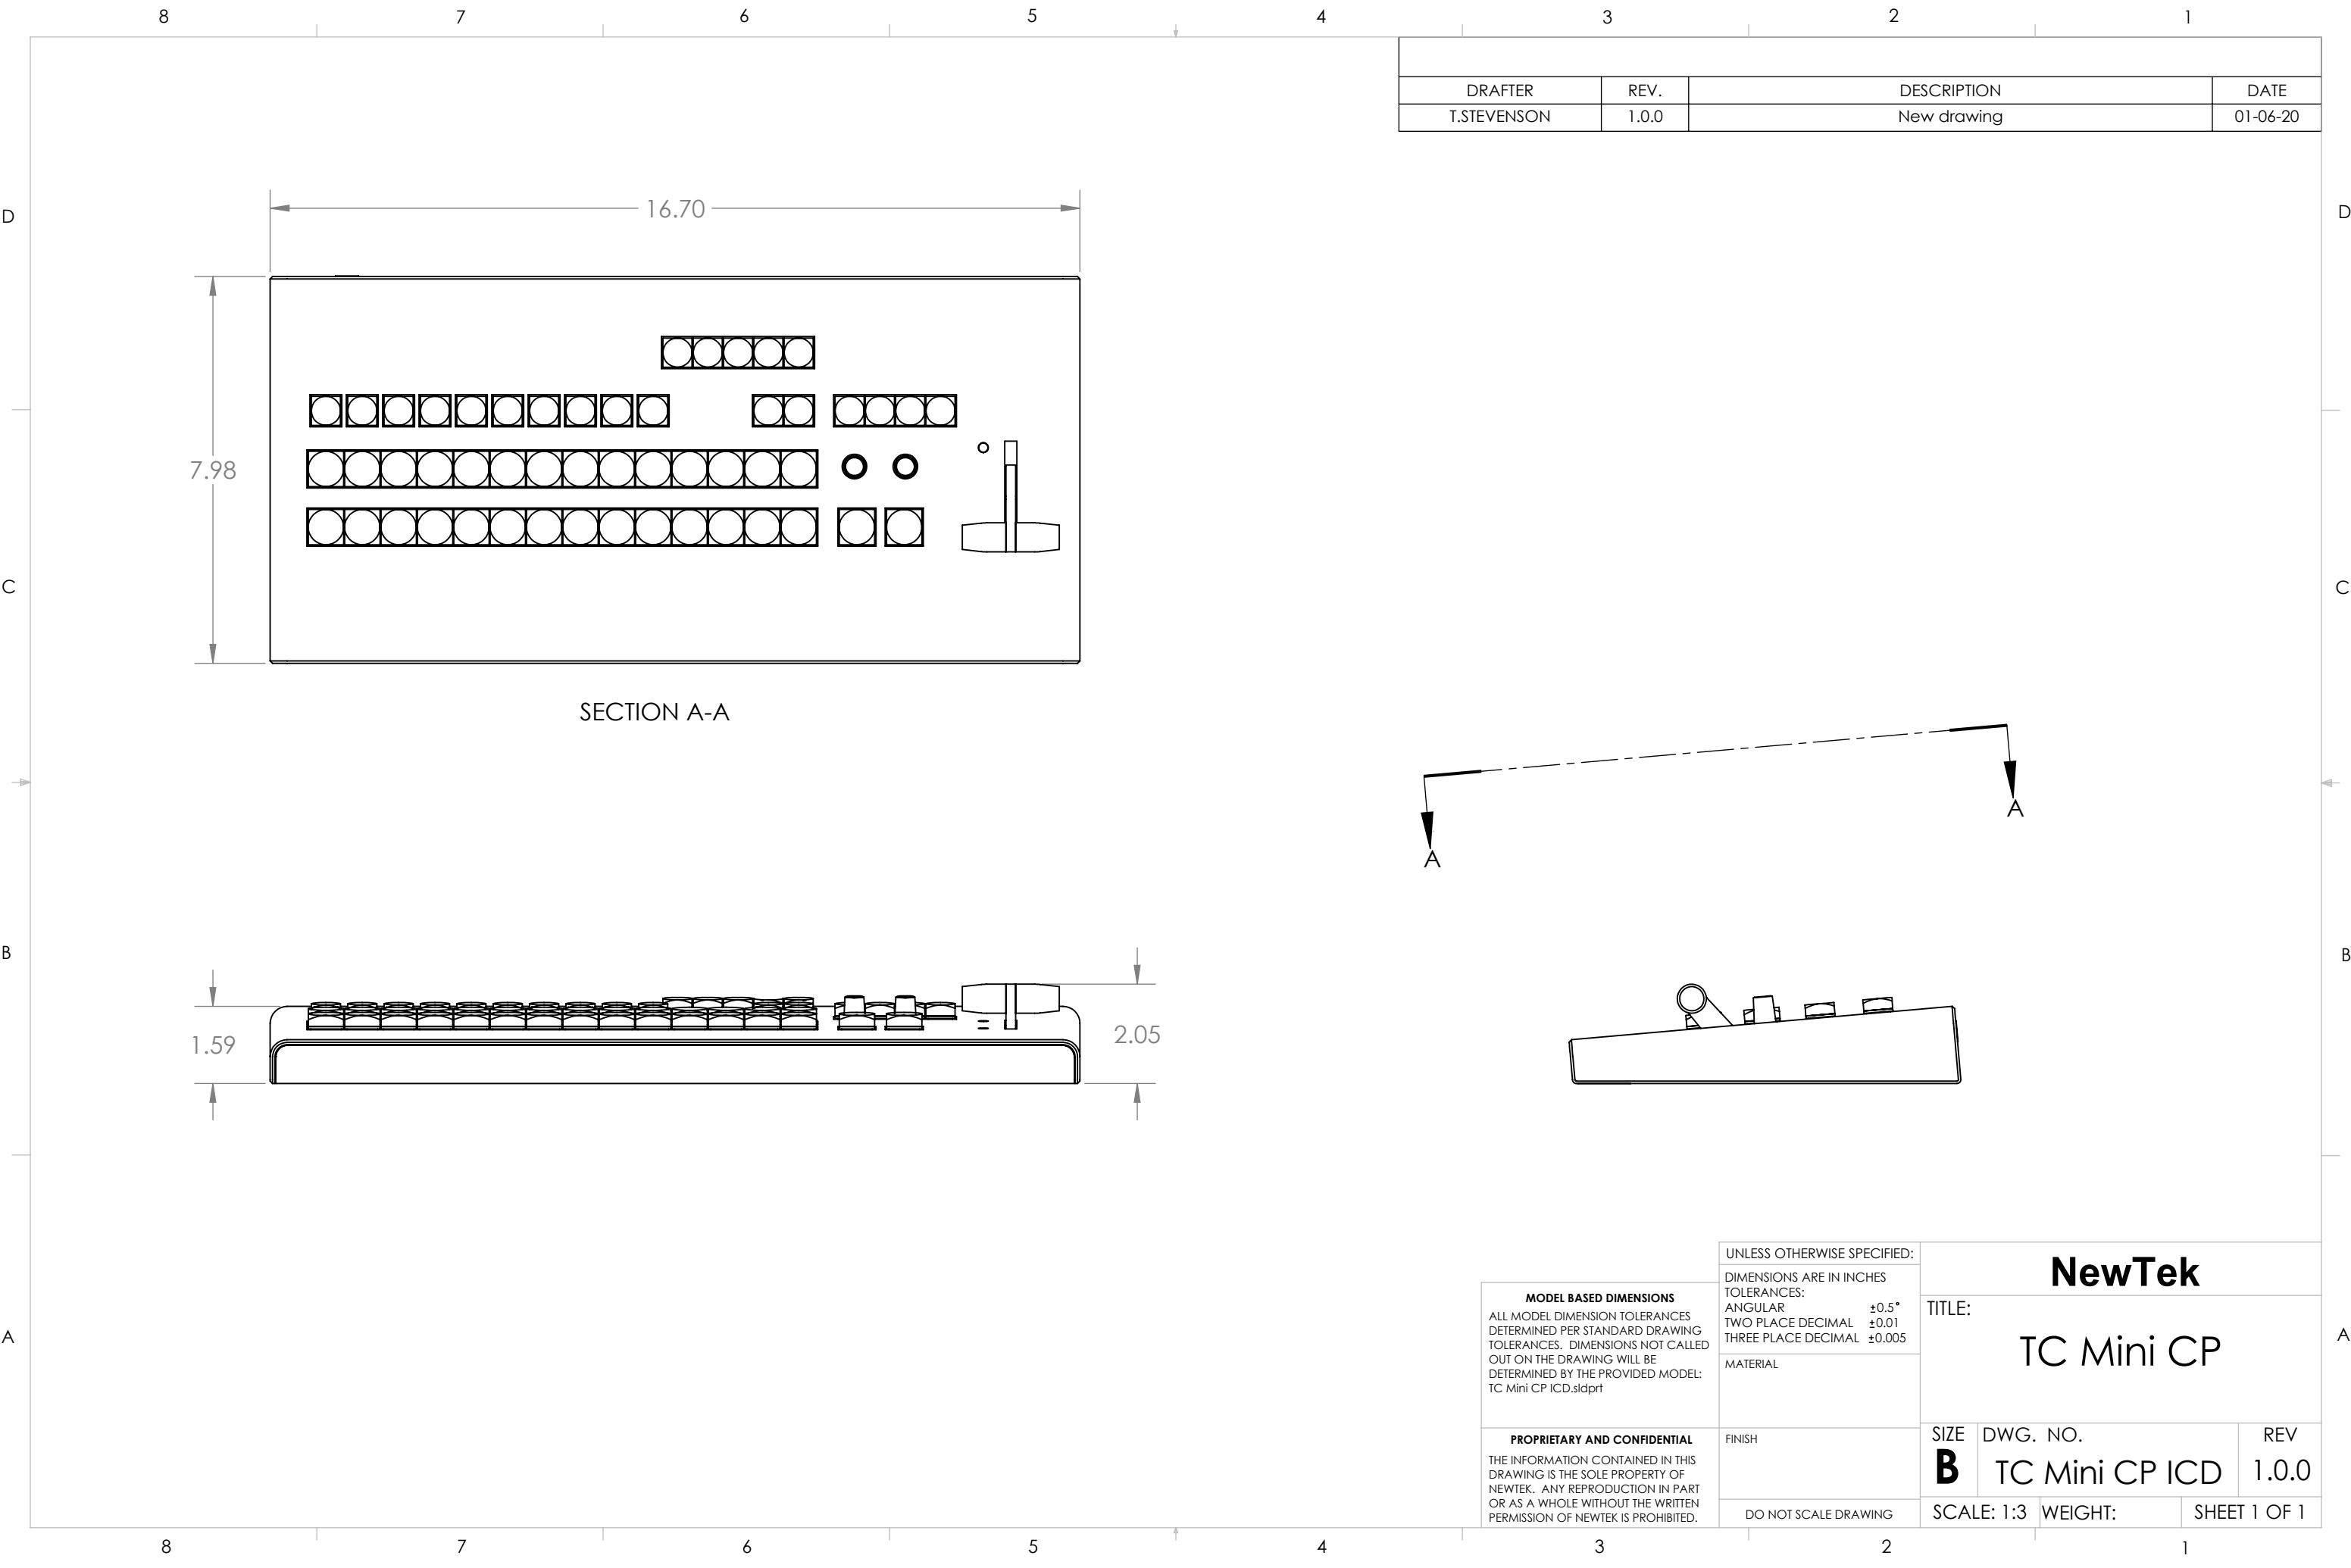 8 7 6 5 4 3 2 1
DRAFTER REV. DESCRIPTION DATE
T.STEVENSON 1.0.0 New drawing 01-06-20
D D
16.70
7.98
C C
SECTION A-A
A
A
B B
1.59
2.05
A A
MODEL BASED DIMENSIONS
ALL MODEL DIMENSION TOLERANCES
DETERMINED PER STANDARD DRAWING
TOLERANCES. DIMENSIONS NOT CALLED
OUT ON THE DRAWING WILL BE
DETERMINED BY THE PROVIDED MODEL:
TC Mini CP ICD.sldprt
PROPRIETARY AND CONFIDENTIAL
THE INFORMATION CONTAINED IN THIS
DRAWING IS THE SOLE PROPERTY OF
NEWTEK. ANY REPRODUCTION IN PART
OR AS A WHOLE WITHOUT THE WRITTEN
PERMISSION OF NEWTEK IS PROHIBITED.
UNLESS OTHERWISE SPECIFIED:
DIMENSIONS ARE IN INCHES
TOLERANCES:
ANGULAR ±0.5°
TWO PLACE DECIMAL ±0.01
THREE PLACE DECIMAL ±0.005
MATERIAL
FINISH
DO NOT SCALE DRAWING
NewTek
TITLE:
TC Mini CP
SIZE DWG. NO. REV
B TC Mini CP ICD 1.0.0
SCALE: 1:3 WEIGHT: SHEET 1 OF 1
8 7 6 5 4 3 2 1